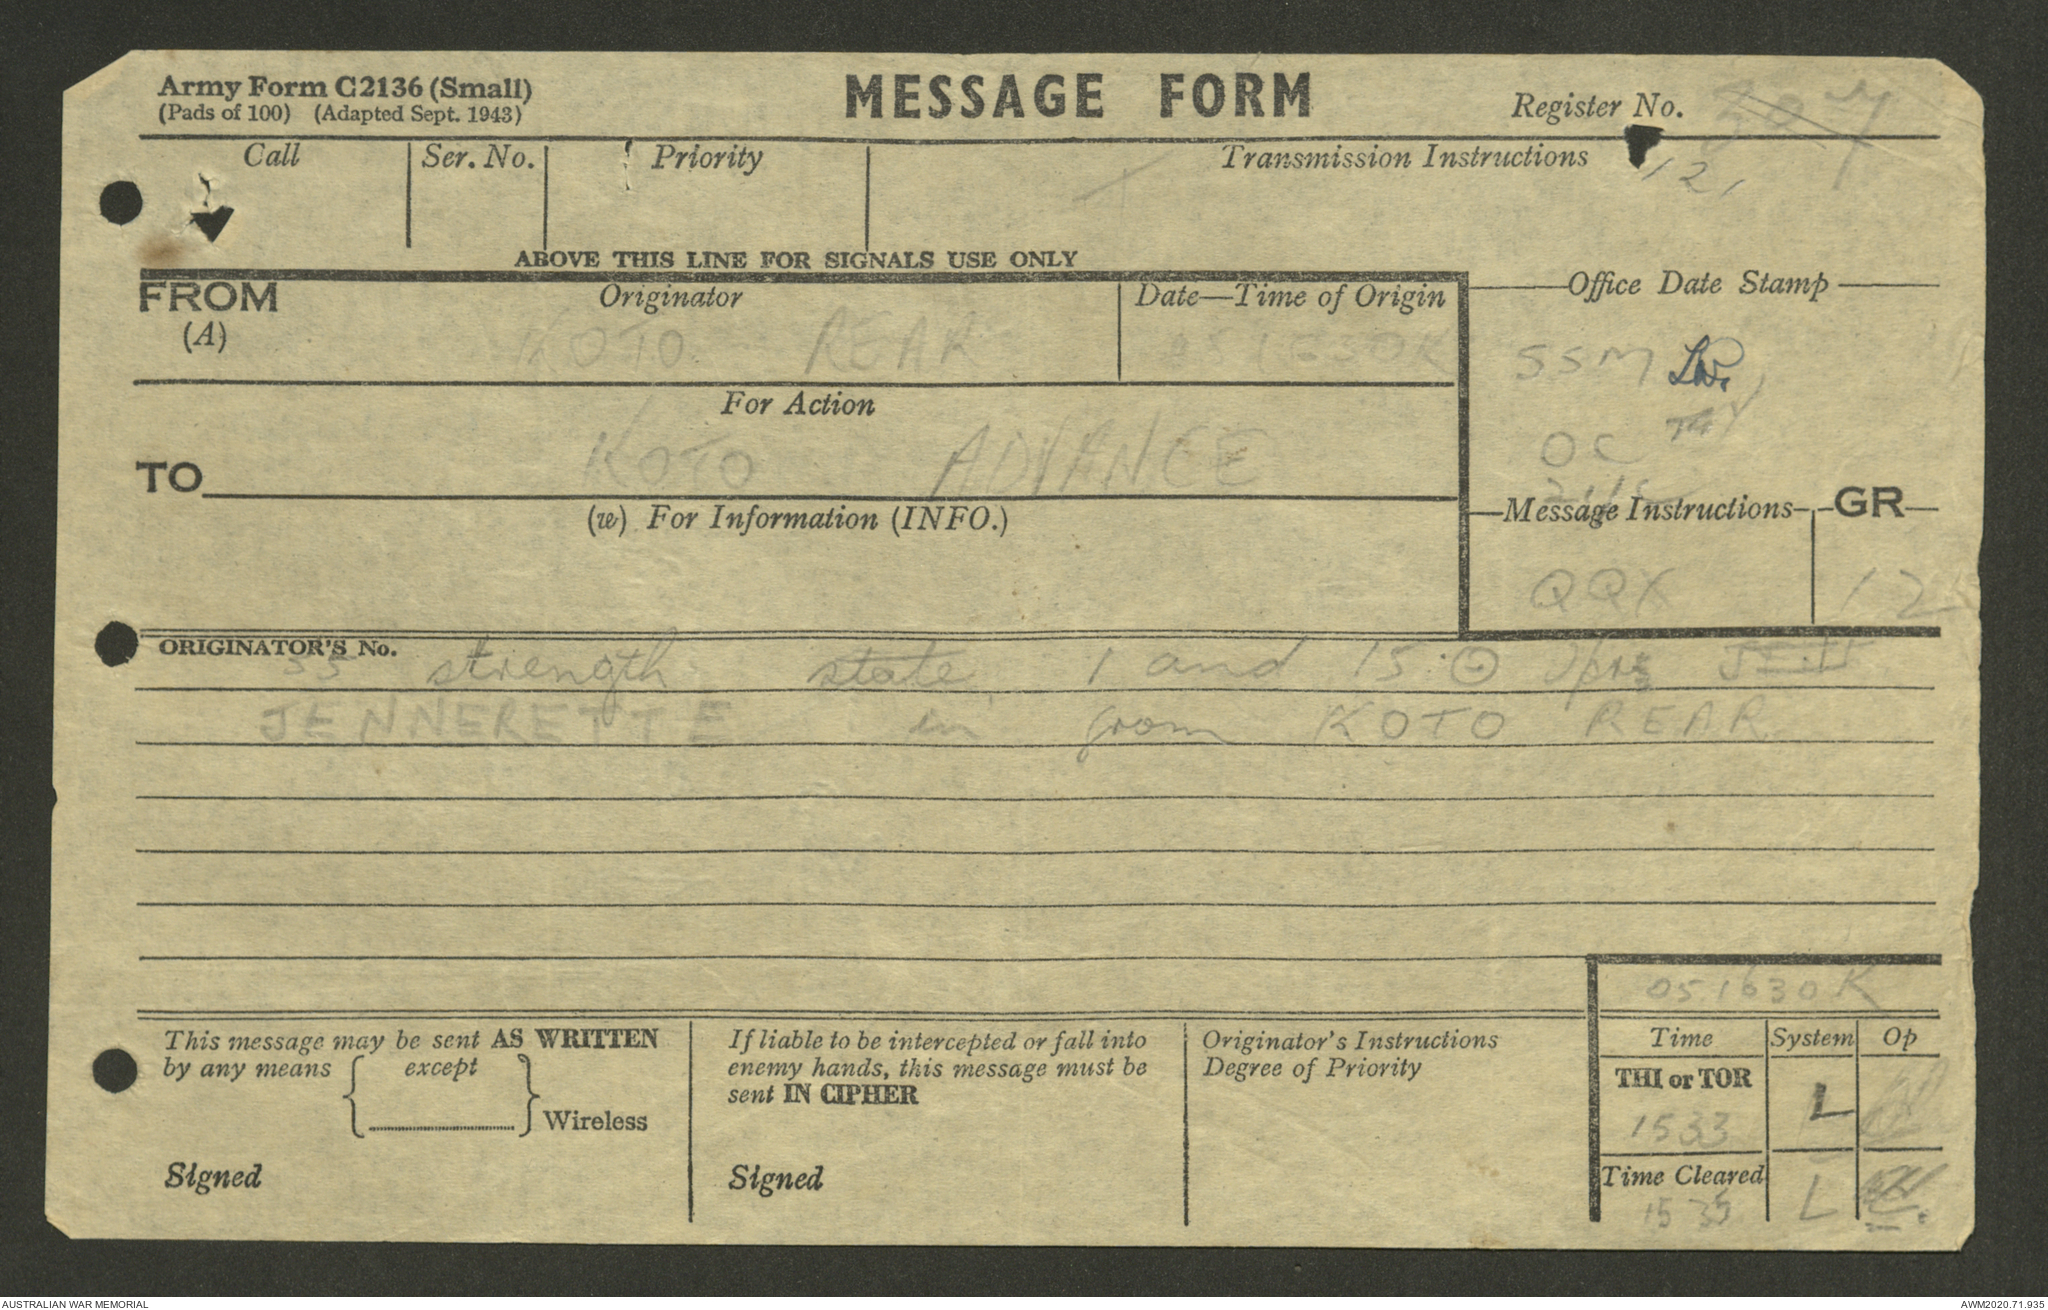 Army Form C2136 (Small)
(Pads of 100) (Adapted Sept. 1943)
MESSAGE FORM
Register No.
Call
Ser. No.
Priority
Transmission Instructions
121
ABOVE THIS LINE FOR SIGNALS USE ONLY
FROM
(A)
Originator
KOTO REAR
Date—Time of Origin
051630K
Office Date Stamp
SSM
OC
For Action
TO
KOTO ADVANCE
(w) For Information (INFO.)
Message Instructions
GR
QQX
12
ORIGINATOR'S No.
55 strength state 1 and 15
JENNERETTE in from KOTO REAR
051630K
This message may be sent AS WRITTEN
by any means except
Wireless
Signed
If liable to be intercepted or fall into
enemy hands, this message must be
sent IN CIPHER
Signed
Originator's Instructions
Degree of Priority
Time System Op
THI or TOR
1533 L
Time Cleared
1535 L
AUSTRALIAN WAR MEMORIAL
AWM2020.71.935